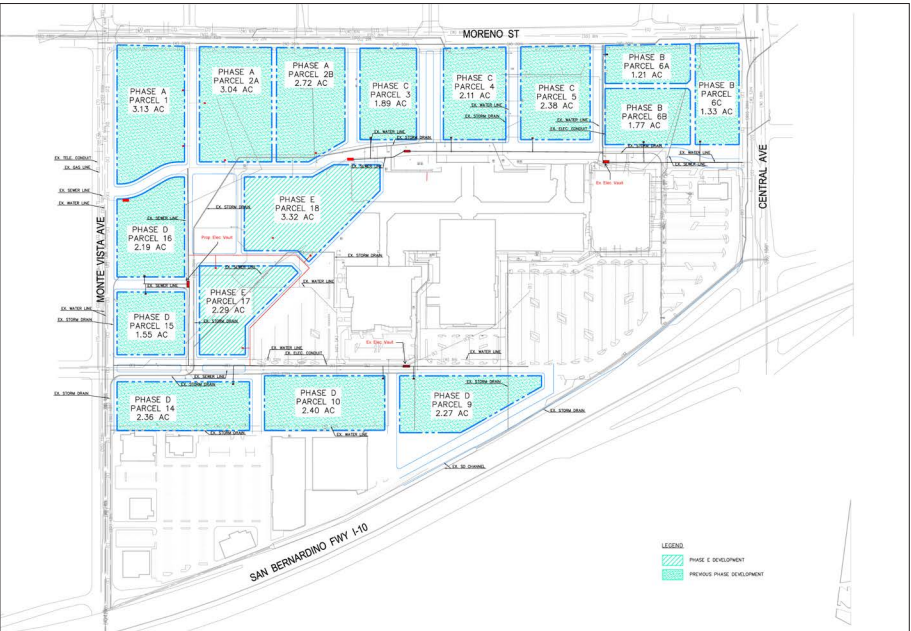 MORENO ST
PHASE A
PARCEL 1
3.13 AC
PHASE A
PARCEL 2A
3.04 AC
PHASE A
PARCEL 2B
2.72 AC
PHASE C
PARCEL 3
1.89 AC
PHASE C
PARCEL 4
2.11 AC
PHASE C
PARCEL 5
2.38 AC
PHASE B
PARCEL 6A
1.21 AC
PHASE B
PARCEL 6B
1.77 AC
PHASE B
PARCEL
6C
1.33 AC
EX. WATER LINE
EX. STORM DRAIN
EX. WATER LINE
EX. ELEC. CONDUIT
EX. WATER LINE
EX. STORM DRAIN
EX. SEWER LINE
EX. STORM DRAIN
EX. WATER LINE
EX. SEWER LINE
Ex Elec Vault
CENTRAL AVE
EX. TELE. CONDUIT
EX. GAS LINE
EX. SEWER LINE
EX. WATER LINE
MONTE VISTA AVE
PHASE E
PARCEL 18
3.32 AC
EX. STORM DRAIN
EX. SEWER LINE
PHASE D
PARCEL 16
2.19 AC
Prop. Elec Vault
EX. STORM DRAIN
EX. SEWER LINE
PHASE E
PARCEL 17
2.29 AC
EX. WATER LINE
EX. SEWER LINE
PHASE D
PARCEL 15
1.55 AC
EX. WATER LINE
EX. STORM DRAIN
EX. STORM DRAIN
EX. WATER LINE
EX. ELEC. CONDUIT
Ex Elec Vault
EX. WATER LINE
EX. SEWER LINE
EX. STORM DRAIN
EX. STORM DRAIN
PHASE D
PARCEL 14
2.36 AC
PHASE D
PARCEL 10
2.40 AC
PHASE D
PARCEL 9
2.27 AC
EX. STORM DRAIN
EX. STORM DRAIN
EX. STORM DRAIN
EX. WATER LINE
EX. SD CHANNEL
SAN BERNARDINO FWY I-10
LEGEND
PHASE E DEVELOPMENT
PREVIOUS PHASE DEVELOPMENT